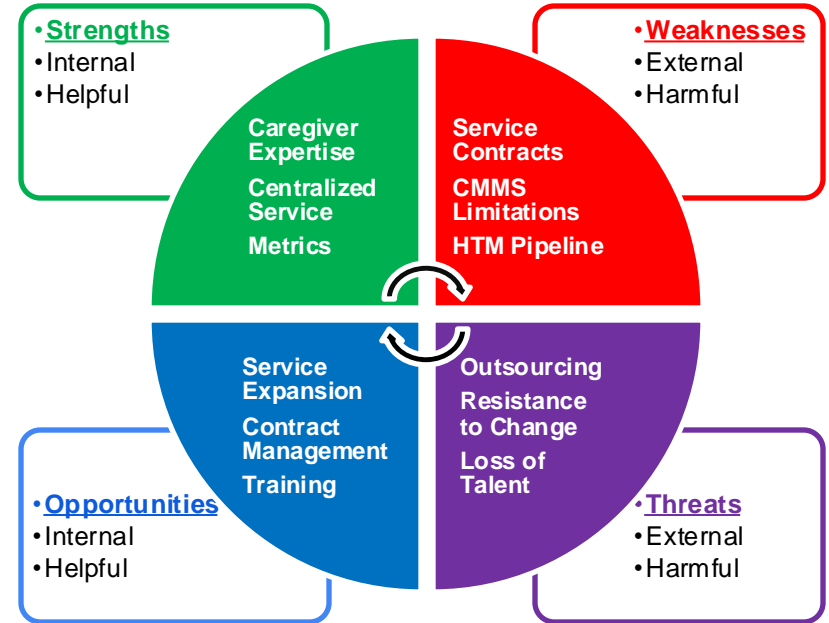 •Strengths
•Internal
•Helpful
•Weaknesses
•External
•Harmful
Caregiver
Expertise
Centralized
Service
Metrics
Service
Contracts
CMMS
Limitations
HTM Pipeline
Service
Expansion
Contract
Management
Training
Outsourcing
Resistance
to Change
Loss of
Talent
•Opportunities
•Internal
•Helpful
•Threats
•External
•Harmful